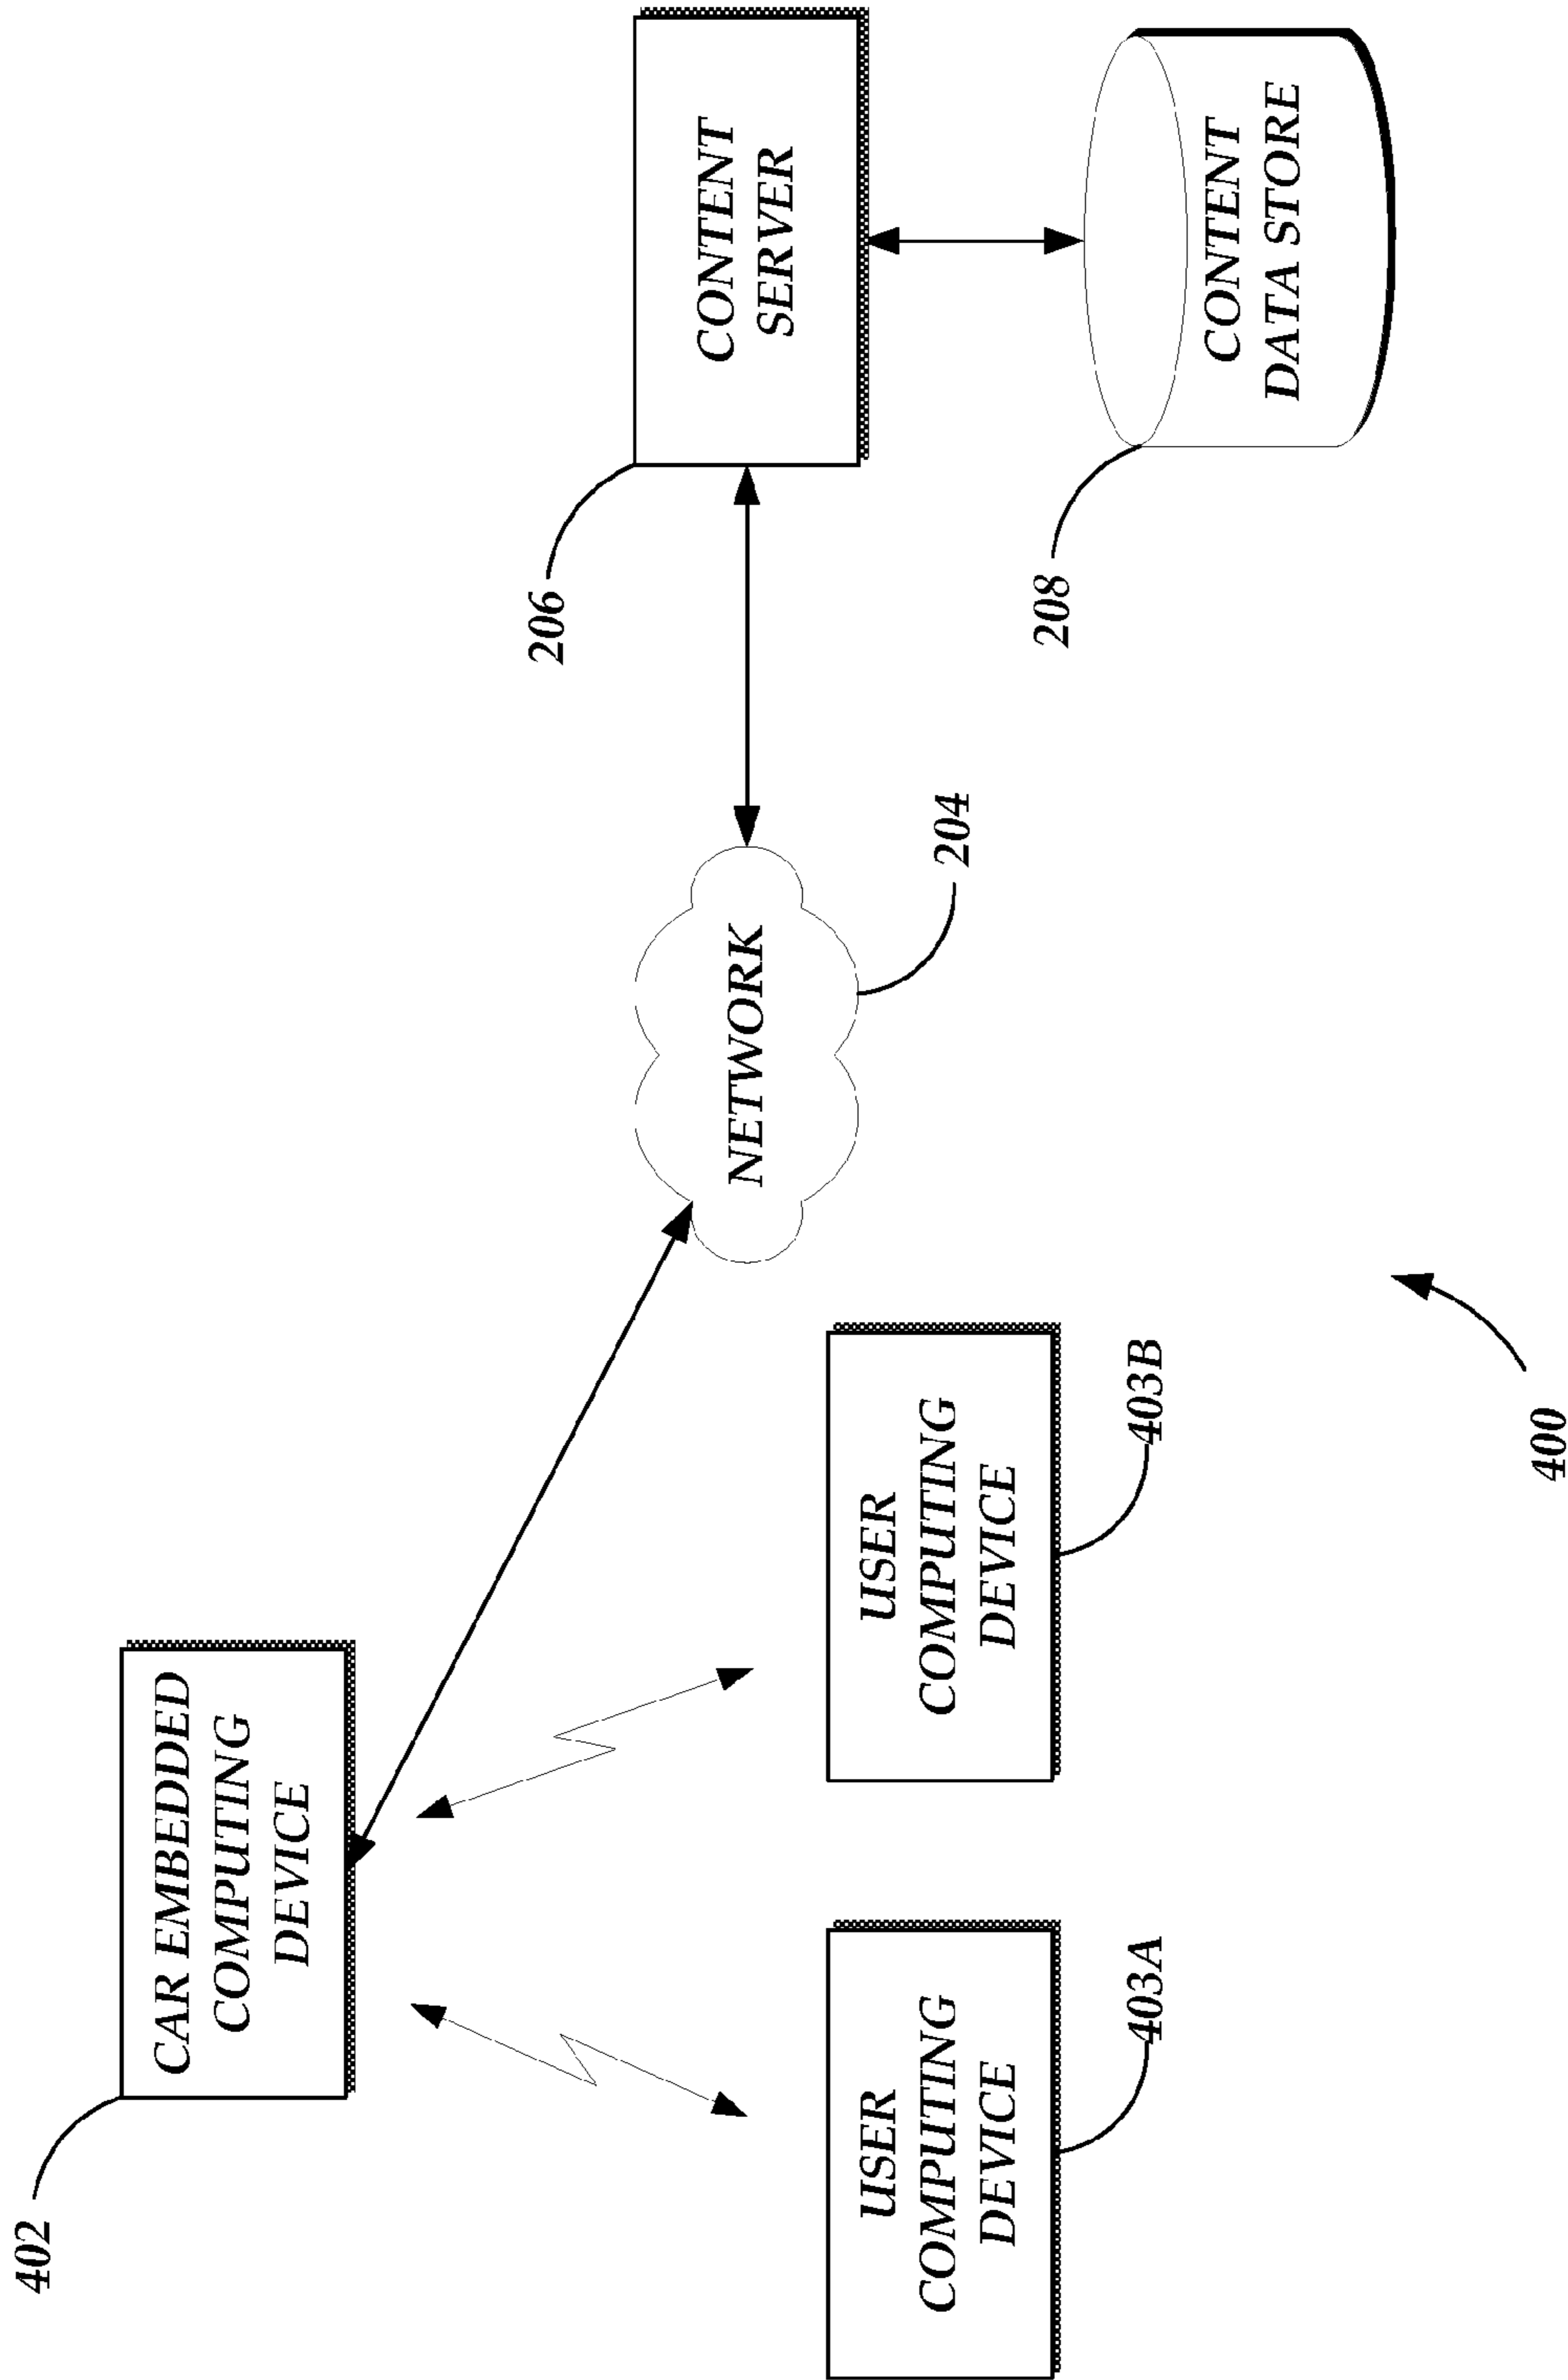 402
CAR EMBEDDED
COMPUTING
DEVICE
206
CONTENT
SERVER
NETWORK
204
USER
COMPUTING
DEVICE
403A
USER
COMPUTING
DEVICE
403B
208
CONTENT
DATA STORE
400